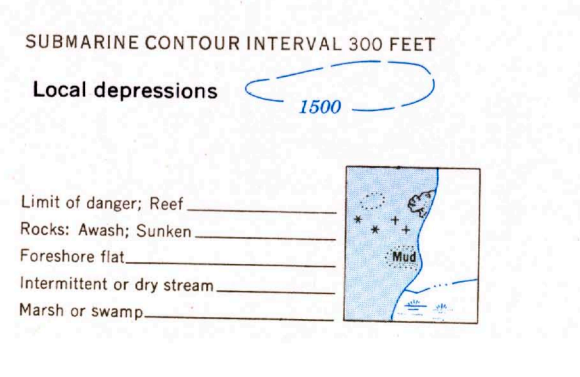 SUBMARINE CONTOUR INTERVAL 300 FEET
Local depressions
1500
Limit of danger; Reef
Rocks: Awash; Sunken
Foreshore flat
Mud
Intermittent or dry stream
Marsh or swamp